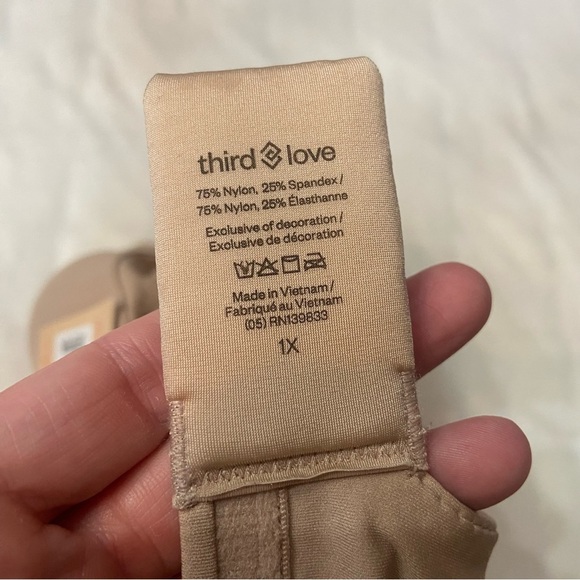 third love
75% Nylon, 25% Spandex /
75% Nylon, 25% Élasthanne
Exclusive of decoration /
Exclusive de décoration
Made in Vietnam /
Fabriqué au Vietnam
(05) RN139833
1X